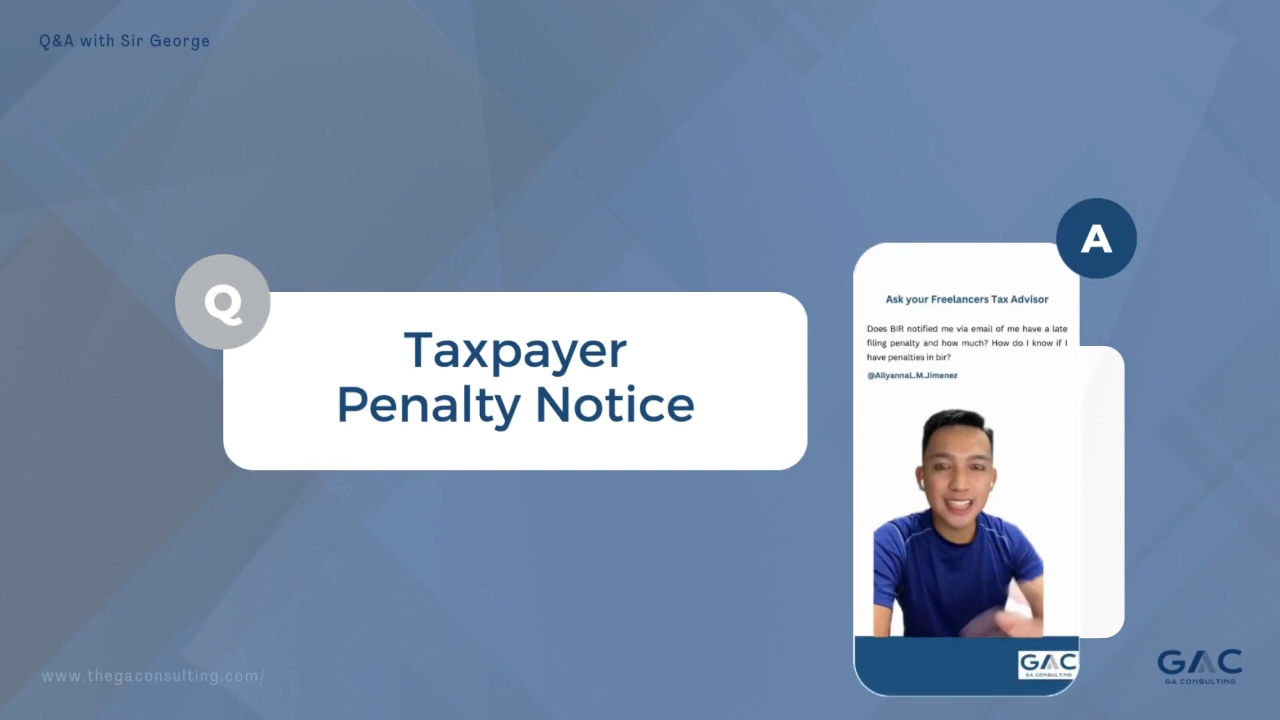 Q&A with Sir George
Q
Taxpayer
Penalty Notice
A
Ask your Freelancers Tax Advisor
Does BIR notified me via email of me have a late
filing penalty and how much? How do I know if I
have penalties in bir?
@AllyannaL.M.Jimenez
GAC
GA CONSULTING
www.thegaconsulting.com/
GAC
GA CONSULTING